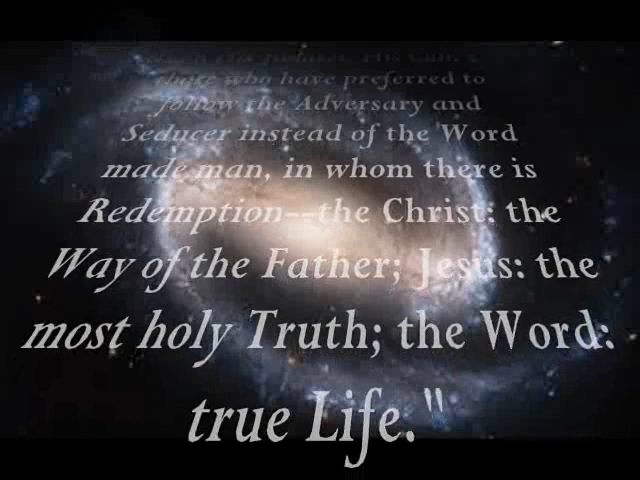 those who have preferred to
follow the Adversary and
Seducer instead of the Word
made man, in whom there is
Redemption--the Christ: the
Way of the Father; Jesus: the
most holy Truth; the Word:
true Life."